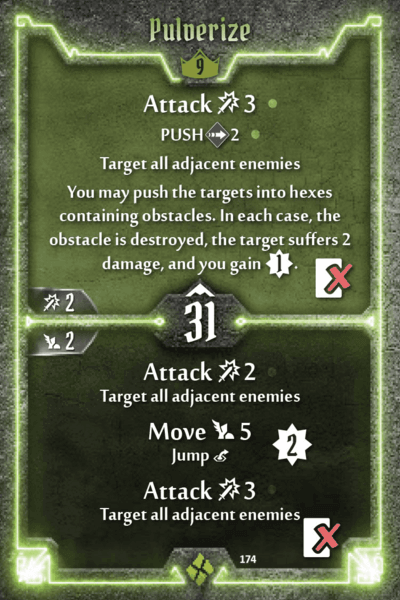 Pulverize
9
Attack 3
PUSH 2
Target all adjacent enemies
You may push the targets into hexes
containing obstacles. In each case, the
obstacle is destroyed, the target suffers 2
damage, and you gain 1.
2
31
2
Attack 2
Target all adjacent enemies
Move 5
Jump
2
Attack 3
Target all adjacent enemies
174